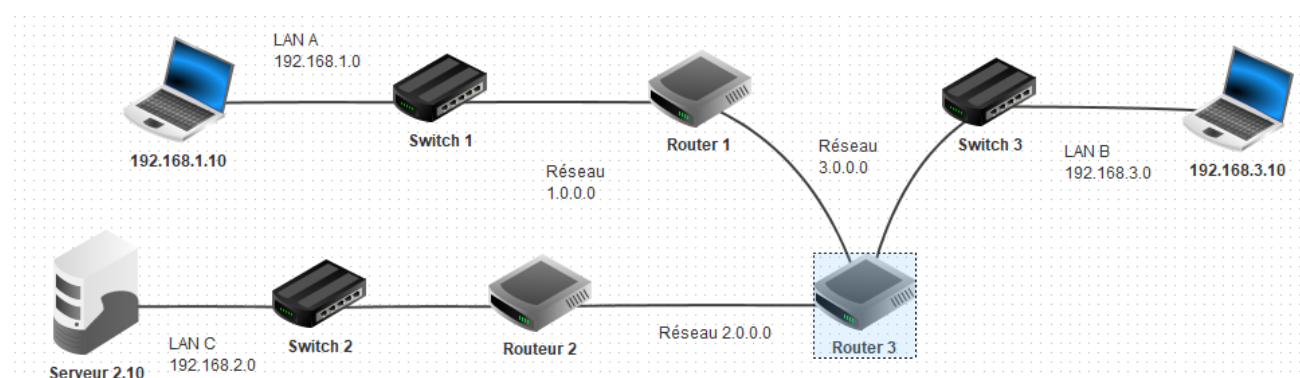 LAN A
192.168.1.0
192.168.1.10
Switch 1
Router 1
Réseau
1.0.0.0
Réseau
3.0.0.0
Switch 3
LAN B
192.168.3.0
192.168.3.10
Serveur 2.10
LAN C
192.168.2.0
Switch 2
Routeur 2
Réseau 2.0.0.0
Router 3